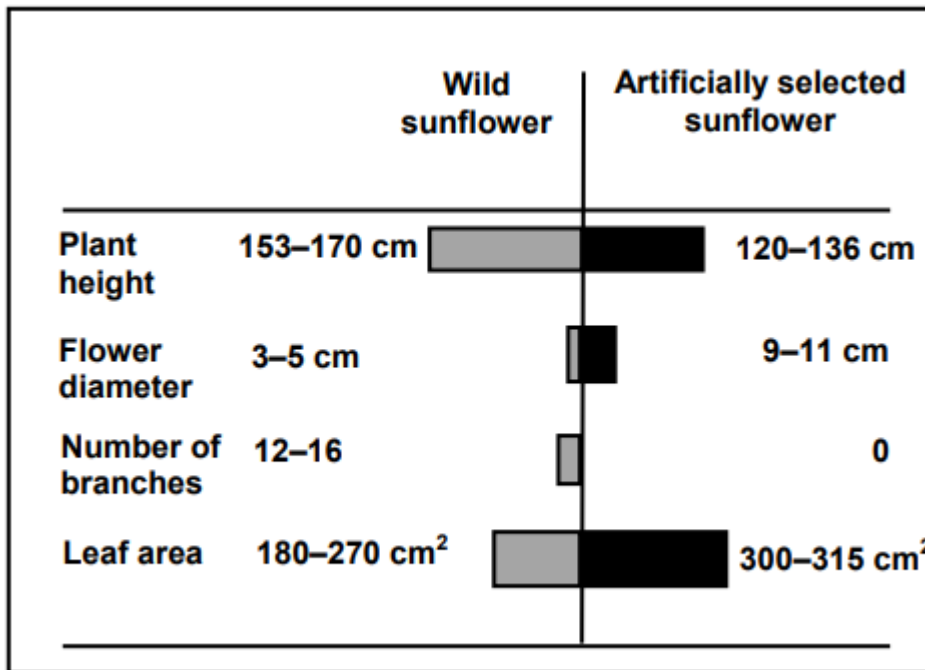 Wild sunflower
Artificially selected sunflower
Plant height 153–170 cm 120–136 cm
Flower diameter 3–5 cm 9–11 cm
Number of branches 12–16 0
Leaf area 180–270 cm² 300–315 cm²